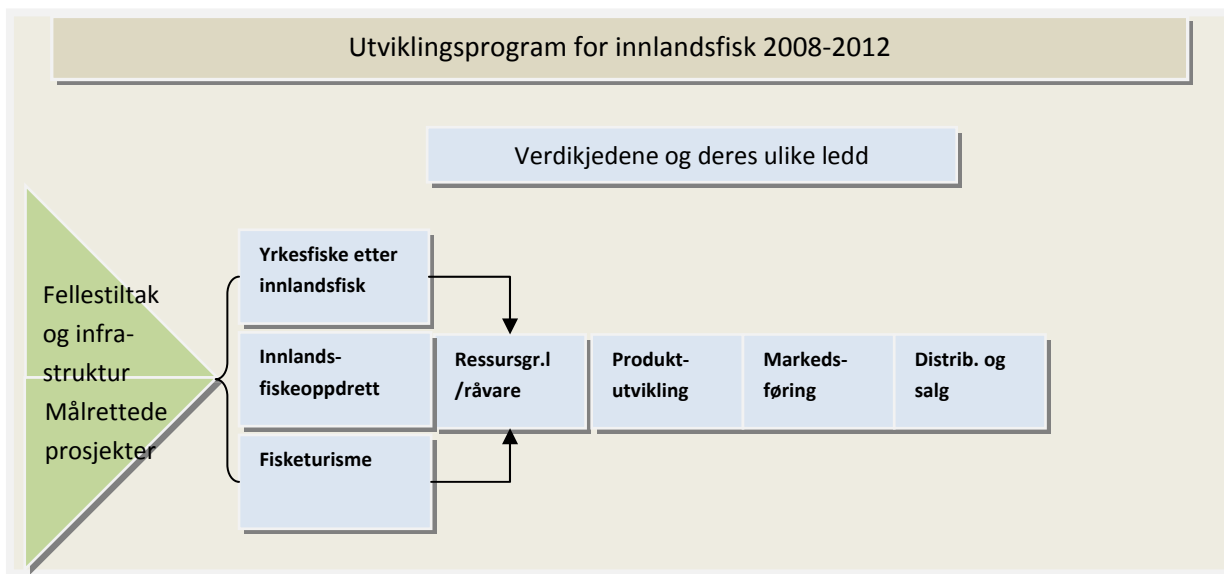 Utviklingsprogram for innlandsfisk 2008-2012
Verdikjedene og deres ulike ledd
Fellestiltak
og infra-
struktur
Målrettede
prosjekter
Yrkesfiske etter
innlandsfisk
Innlands-
fiskeoppdrett
Fisketurisme
Ressursgr.l
/råvare
Produkt-
utvikling
Markeds-
føring
Distrib. og
salg